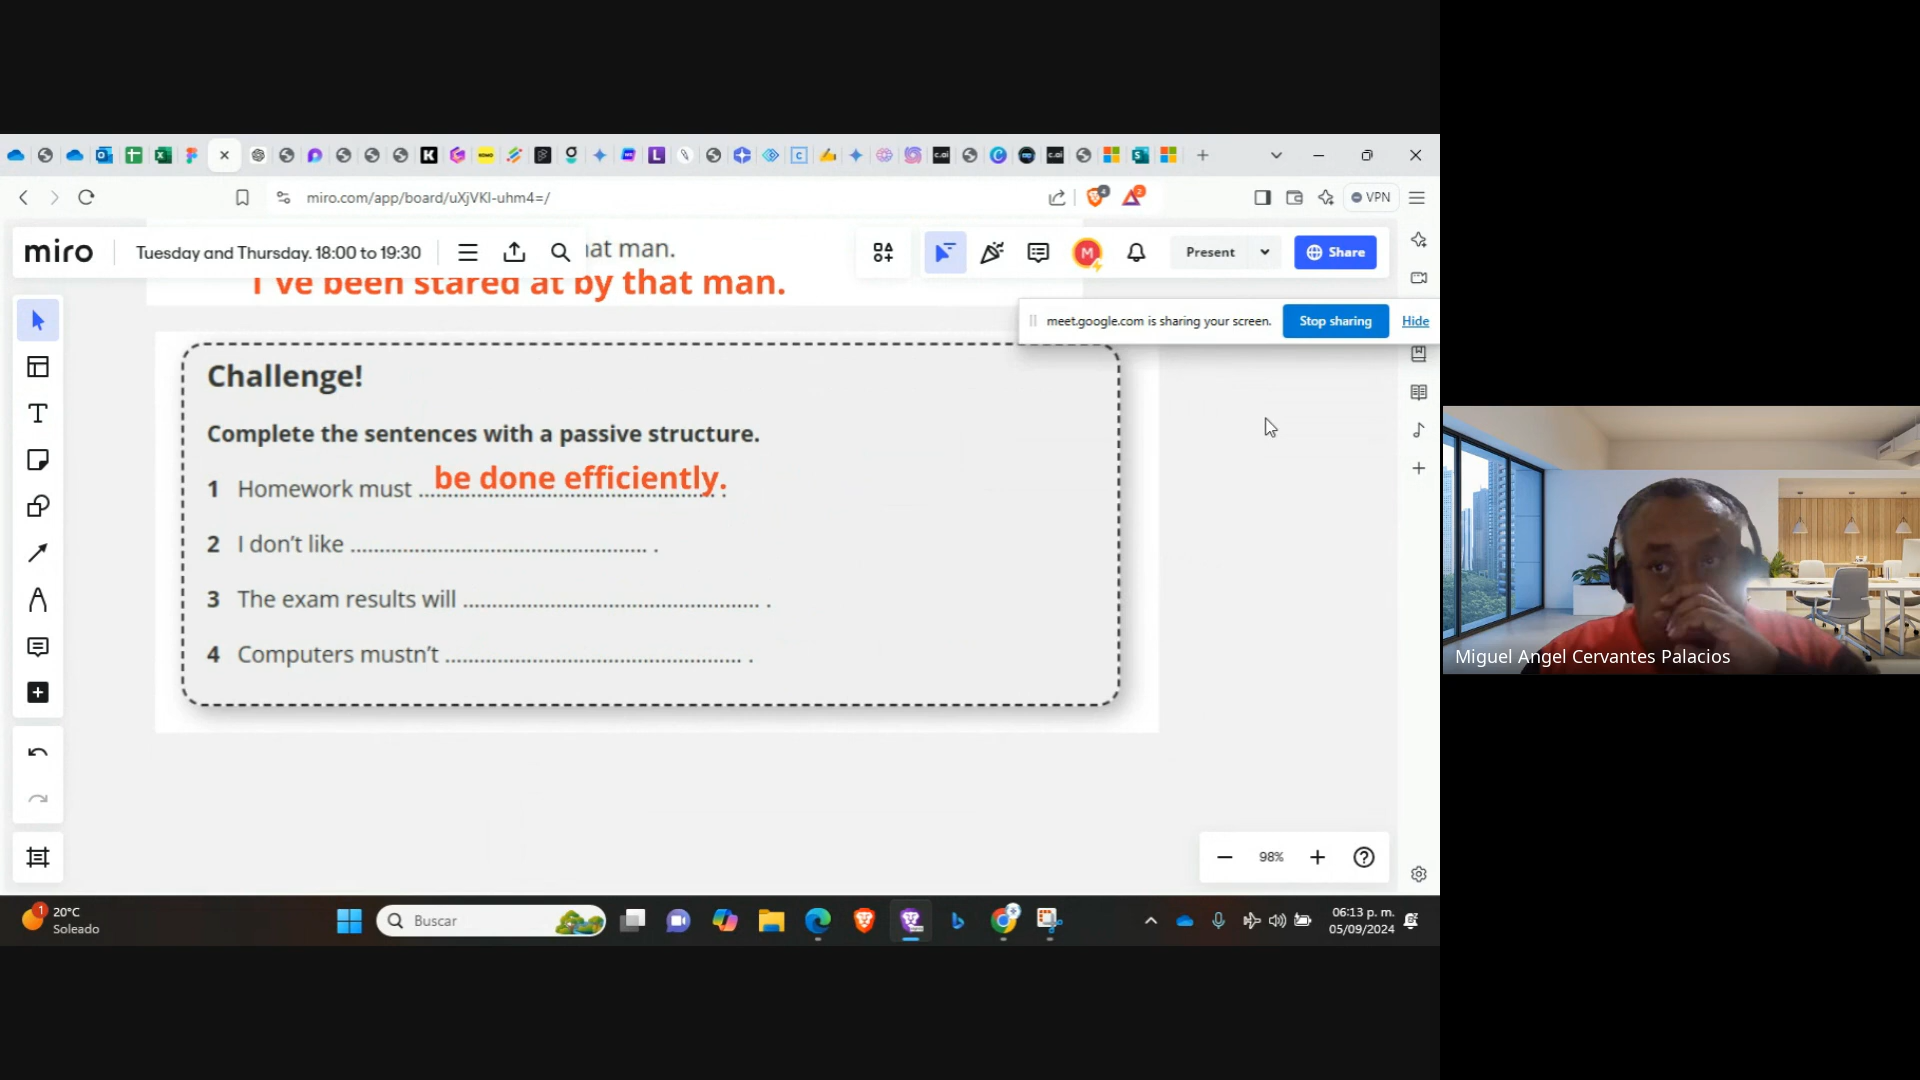 miro.com/app/board/uXjVKl-uhm4=/
VPN
miro
Tuesday and Thursday. 18:00 to 19:30
hat man.
I 've been stared at by that man.
M
Present
Share
meet.google.com is sharing your screen.
Stop sharing
Hide
Challenge!
Complete the sentences with a passive structure.
1 Homework must be done efficiently. .
2 I don't like .................................................. .
3 The exam results will .................................................. .
4 Computers mustn't .................................................. .
Miguel Angel Cervantes Palacios
98%
20°C
Soleado
Buscar
06:13 p. m.
05/09/2024